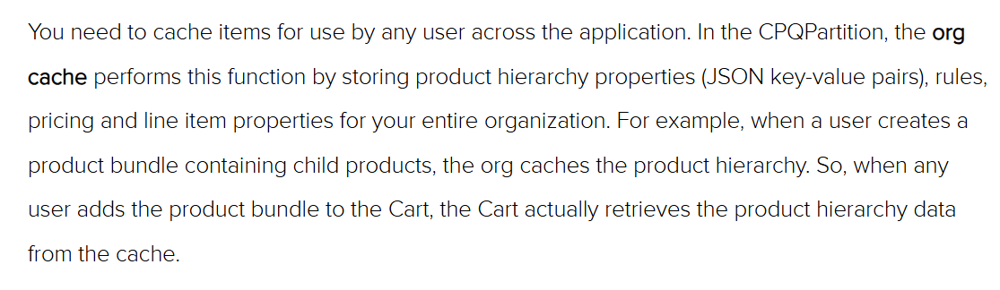 You need to cache items for use by any user across the application. In the CPQPartition, the org
cache performs this function by storing product hierarchy properties (JSON key-value pairs), rules,
pricing and line item properties for your entire organization. For example, when a user creates a
product bundle containing child products, the org caches the product hierarchy. So, when any
user adds the product bundle to the Cart, the Cart actually retrieves the product hierarchy data
from the cache.